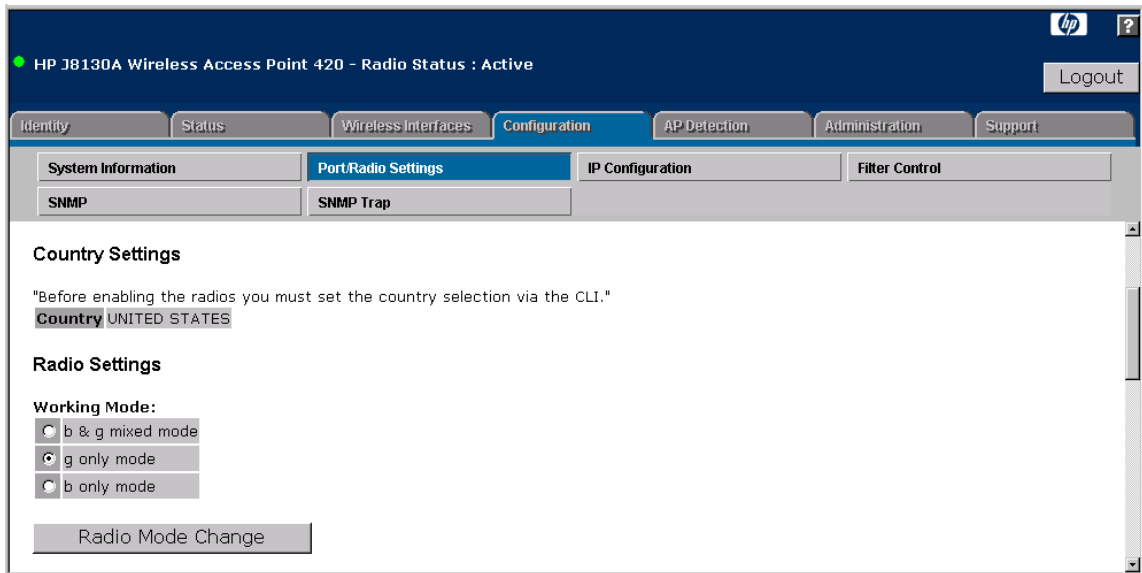 hp ?
HP J8130A Wireless Access Point 420 - Radio Status : Active
Logout
Identity Status Wireless Interfaces Configuration AP Detection Administration Support
System Information Port/Radio Settings IP Configuration Filter Control
SNMP SNMP Trap
Country Settings
"Before enabling the radios you must set the country selection via the CLI."
Country UNITED STATES
Radio Settings
Working Mode:
b & g mixed mode
g only mode
b only mode
Radio Mode Change